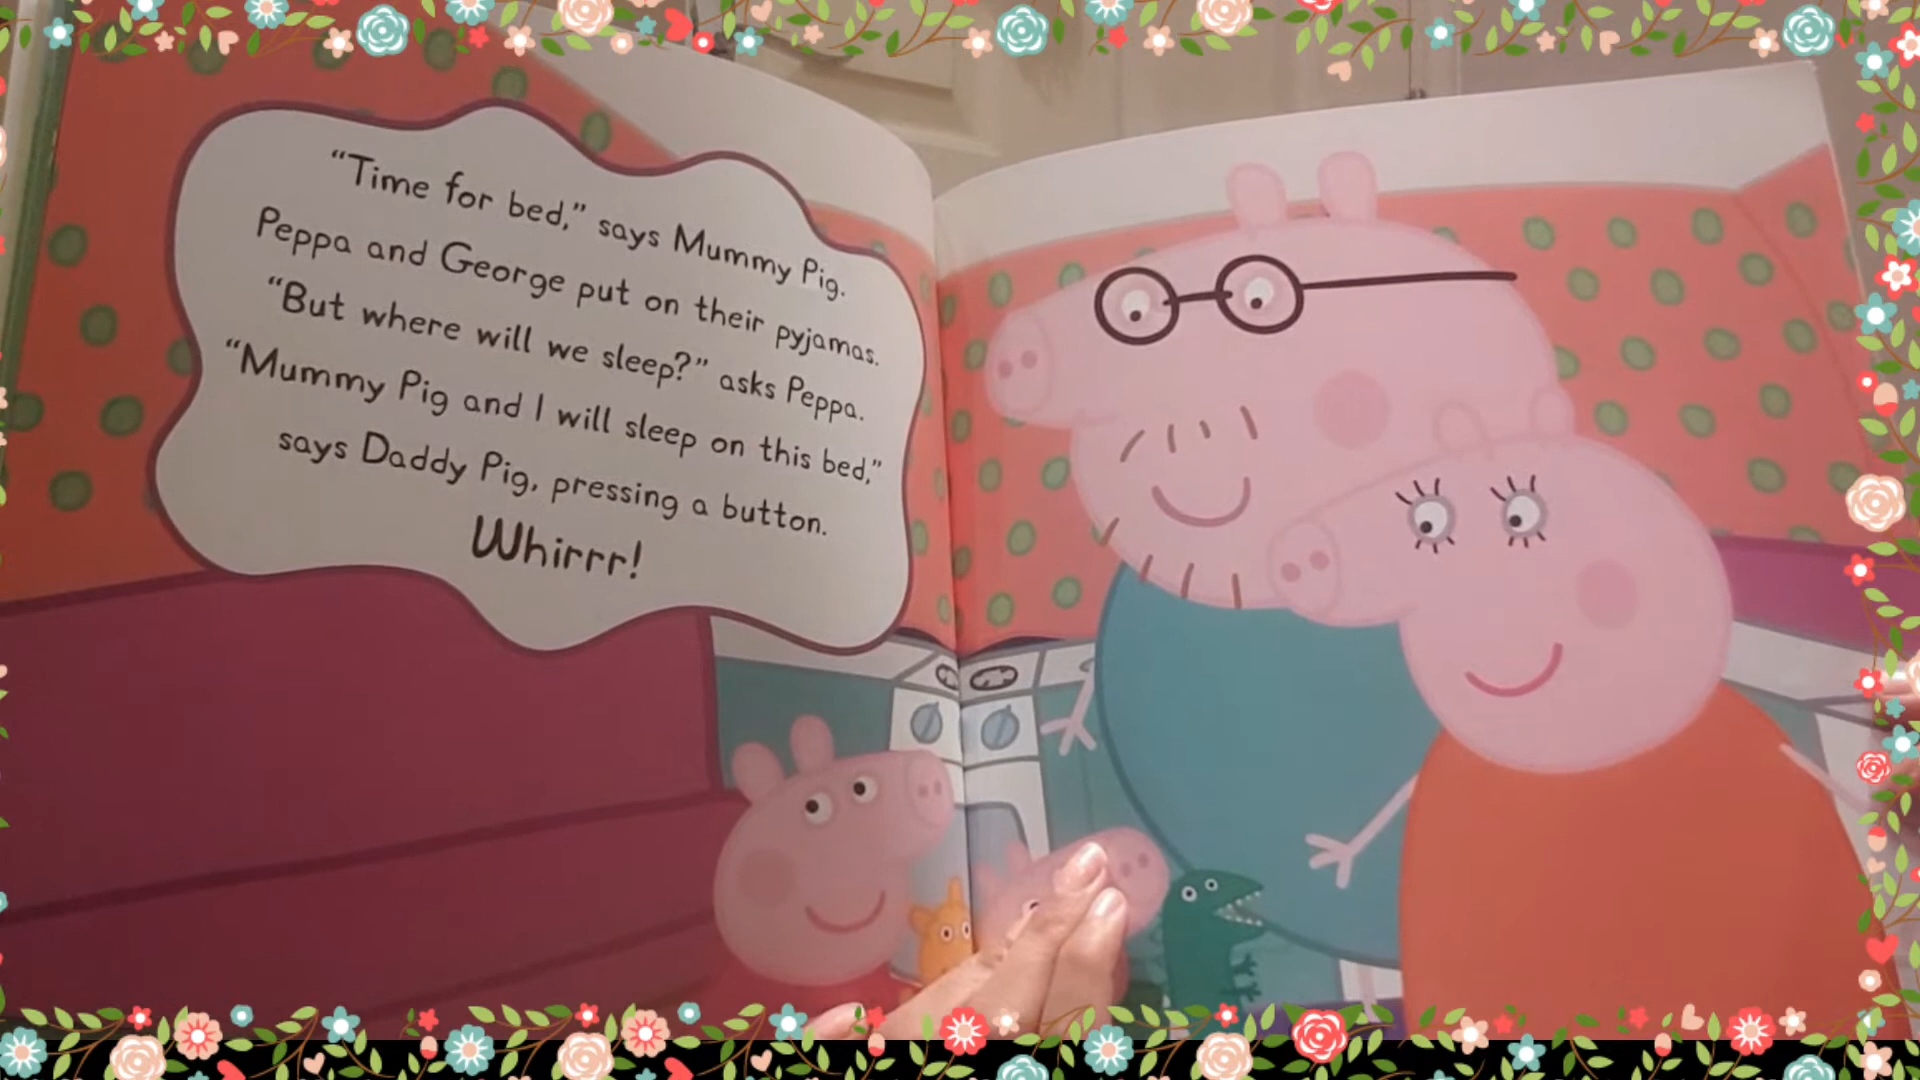 “Time for bed,” says Mummy Pig.
Peppa and George put on their pyjamas.
“But where will we sleep?” asks Peppa.
“Mummy Pig and I will sleep on this bed,”
says Daddy Pig, pressing a button.
Whirrr!